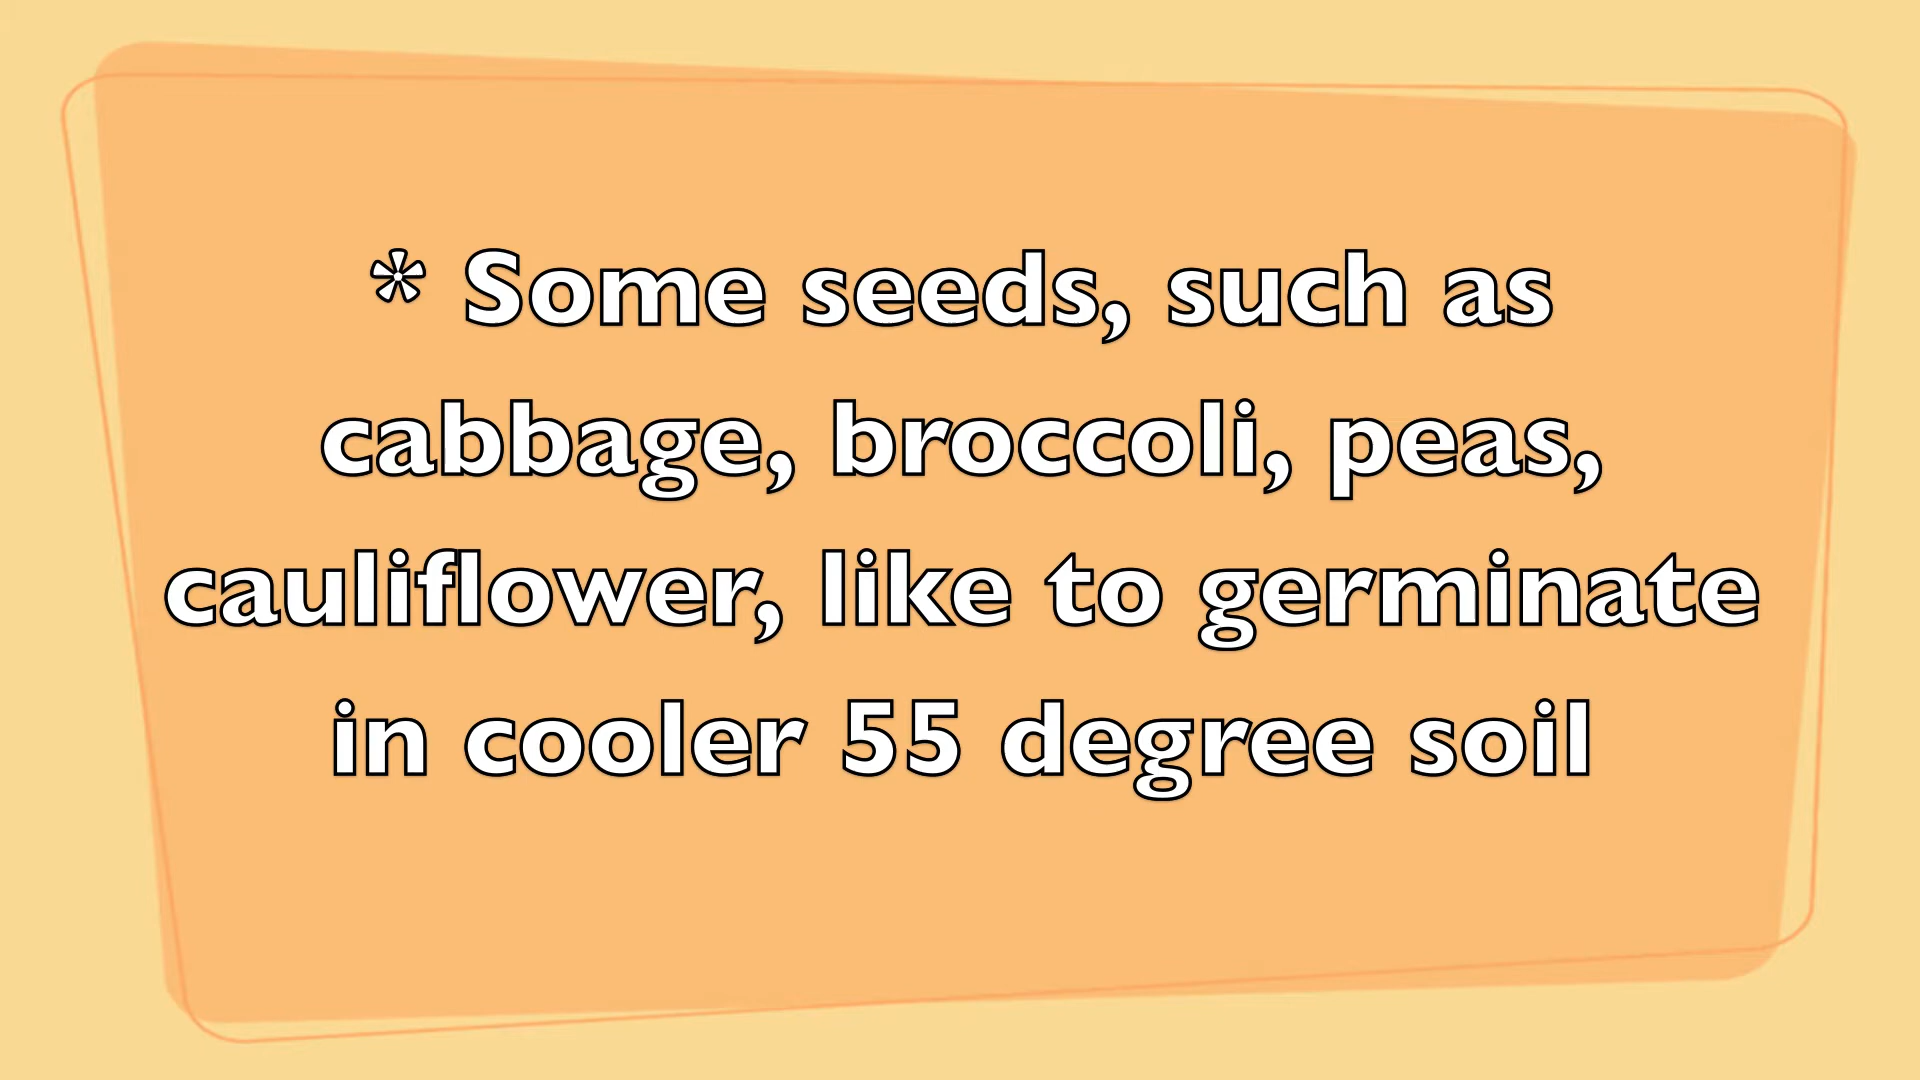 * Some seeds, such as
cabbage, broccoli, peas,
cauliflower, like to germinate
in cooler 55 degree soil